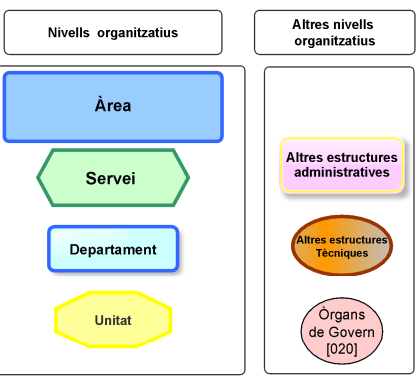 Nivells organitzatius
Altres nivells
organitzatius
Àrea
Servei
Departament
Unitat
Altres estructures
administratives
Altres estructures
Tècniques
Òrgans
de Govern
[020]